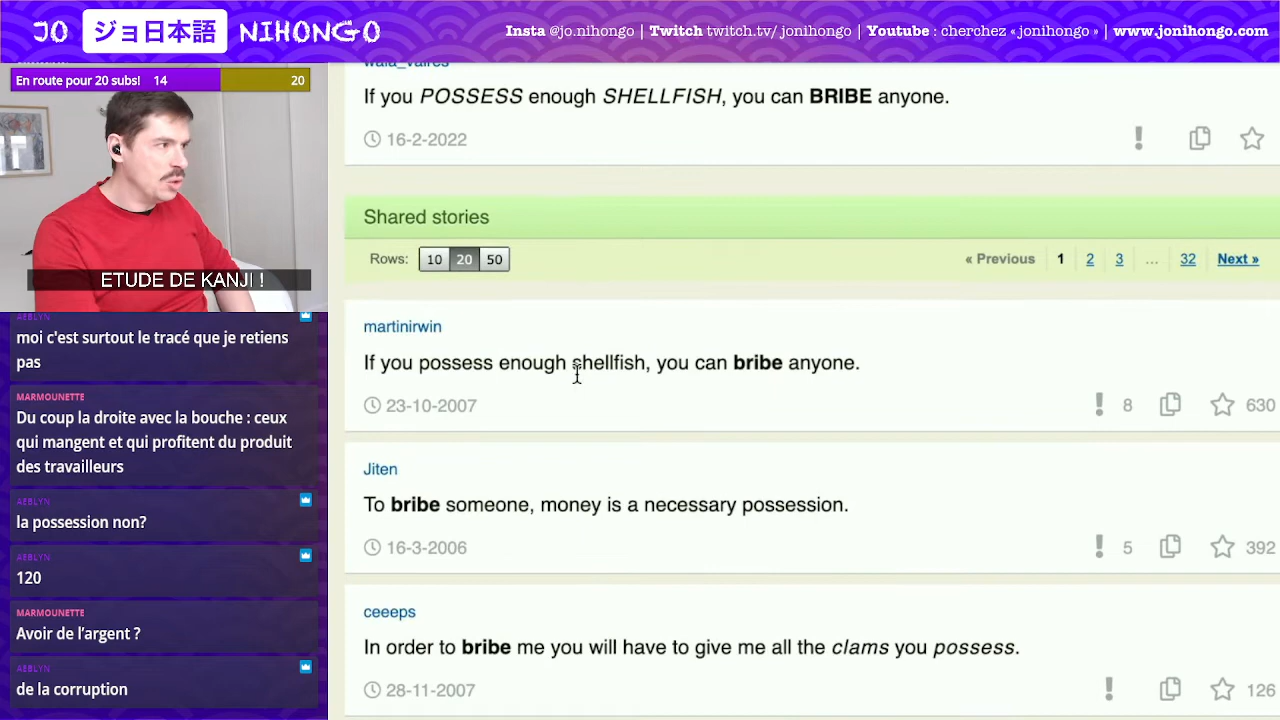 JO ジョ日本語 NIHONGO
Insta @jo.nihongo | Twitch twitch.tv/jonihongo | Youtube : cherchez « jonihongo » | www.jonihongo.com
En route pour 20 subs! 14 20
ETUDE DE KANJI !
AEBLYN
moi c'est surtout le tracé que je retiens
pas
MARMOUNETTE
Du coup la droite avec la bouche : ceux
qui mangent et qui profitent du produit
des travailleurs
AEBLYN
la possession non?
AEBLYN
120
MARMOUNETTE
Avoir de l'argent ?
AEBLYN
de la corruption
If you POSSESS enough SHELLFISH, you can BRIBE anyone.
16-2-2022
Shared stories
Rows: 10 20 50 « Previous 1 2 3 ... 32 Next »
martinirwin
If you possess enough shellfish, you can bribe anyone.
23-10-2007 8 630
Jiten
To bribe someone, money is a necessary possession.
16-3-2006 5 392
ceeeps
In order to bribe me you will have to give me all the clams you possess.
28-11-2007 126